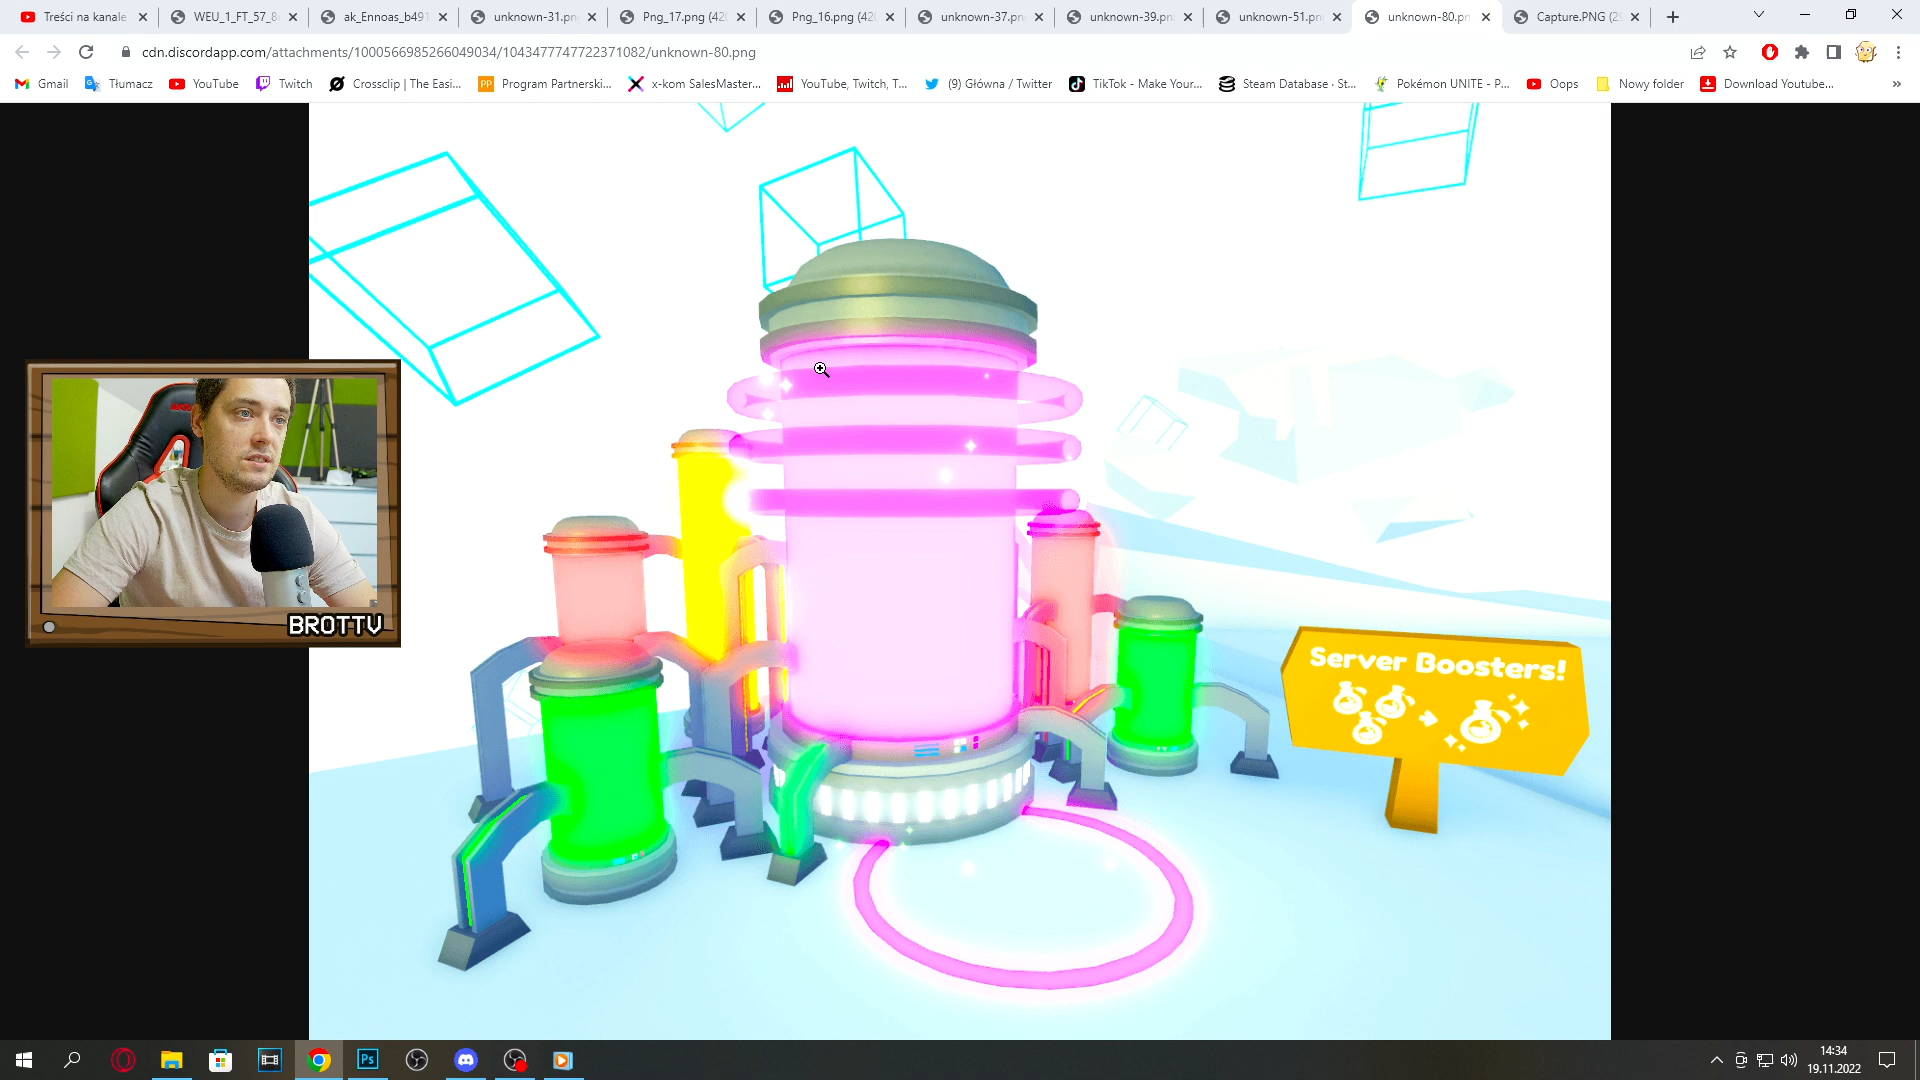 Treści na kanale
WEU_1_FT_57_8
ak_Ennoas_b491
unknown-31.pn
Png_17.png (42
Png_16.png (42
unknown-37.pn
unknown-39.pn
unknown-51.pn
unknown-80.pn
Capture.PNG (2
cdn.discordapp.com/attachments/1000566985266049034/1043477747722371082/unknown-80.png
Gmail
Tłumacz
YouTube
Twitch
Crossclip | The Easi...
PP
Program Partnerski...
x-kom SalesMaster...
YouTube, Twitch, T...
(9) Główna / Twitter
TikTok - Make Your...
Steam Database · St...
Pokémon UNITE - P...
Oops
Nowy folder
Download Youtube...
»
BROTTV
Server Boosters!
Ps
14:34
19.11.2022